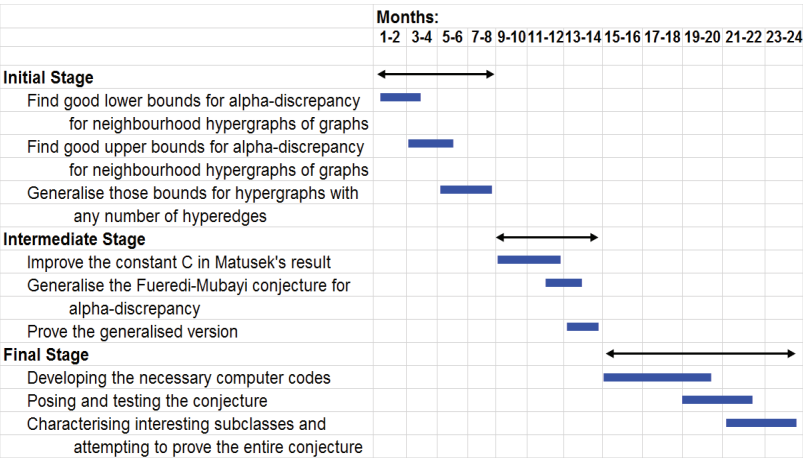 Months:
1-2 3-4 5-6 7-8 9-10 11-12 13-14 15-16 17-18 19-20 21-22 23-24
Initial Stage
Find good lower bounds for alpha-discrepancy
for neighbourhood hypergraphs of graphs
Find good upper bounds for alpha-discrepancy
for neighbourhood hypergraphs of graphs
Generalise those bounds for hypergraphs with
any number of hyperedges
Intermediate Stage
Improve the constant C in Matusek's result
Generalise the Fueredi-Mubayi conjecture for
alpha-discrepancy
Prove the generalised version
Final Stage
Developing the necessary computer codes
Posing and testing the conjecture
Characterising interesting subclasses and
attempting to prove the entire conjecture